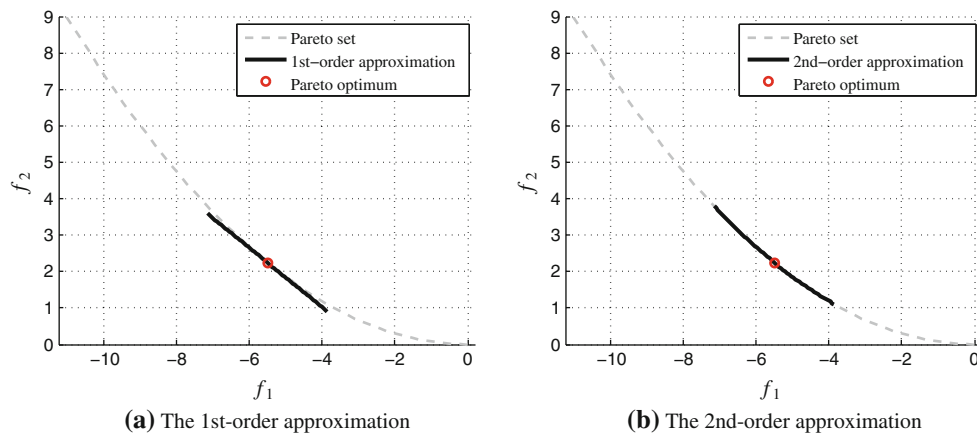 9
8
7
6
5
4
3
2
1
0
f2
−10 −8 −6 −4 −2 0
f1
Pareto set
1st−order approximation
Pareto optimum
(a) The 1st-order approximation
9
8
7
6
5
4
3
2
1
0
f2
−10 −8 −6 −4 −2 0
f1
Pareto set
2nd−order approximation
Pareto optimum
(b) The 2nd-order approximation